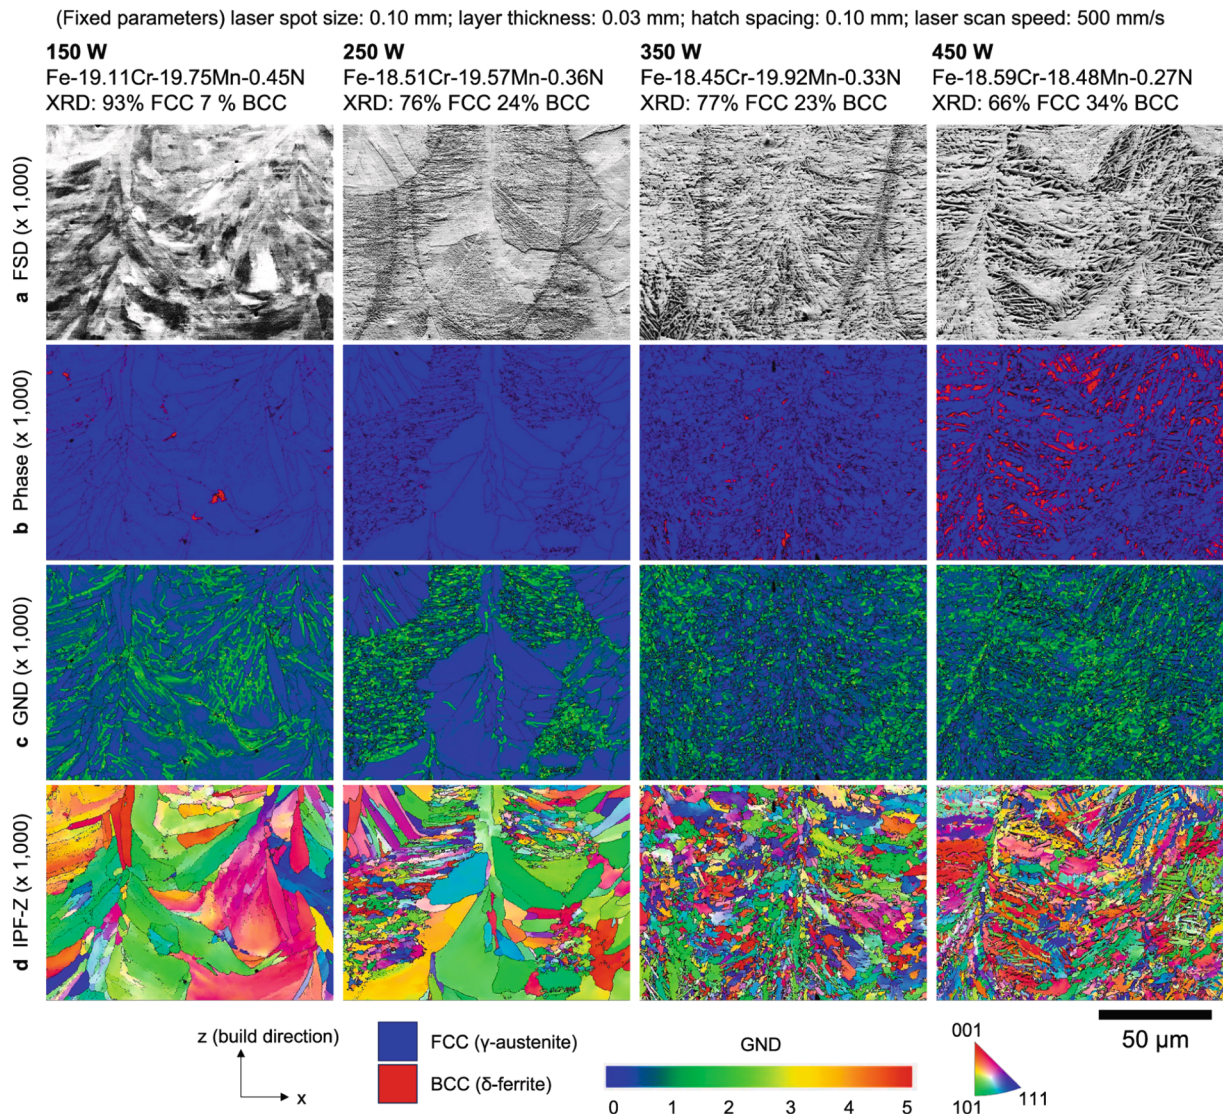 (Fixed parameters) laser spot size: 0.10 mm; layer thickness: 0.03 mm; hatch spacing: 0.10 mm; laser scan speed: 500 mm/s
150 W
Fe-19.11Cr-19.75Mn-0.45N
XRD: 93% FCC 7 % BCC
250 W
Fe-18.51Cr-19.57Mn-0.36N
XRD: 76% FCC 24% BCC
350 W
Fe-18.45Cr-19.92Mn-0.33N
XRD: 77% FCC 23% BCC
450 W
Fe-18.59Cr-18.48Mn-0.27N
XRD: 66% FCC 34% BCC
a FSD (x 1,000)
b Phase (x 1,000)
c GND (x 1,000)
d IPF-Z (x 1,000)
z (build direction)
x
FCC (γ-austenite)
BCC (δ-ferrite)
GND
0 1 2 3 4 5
001
101
111
50 μm